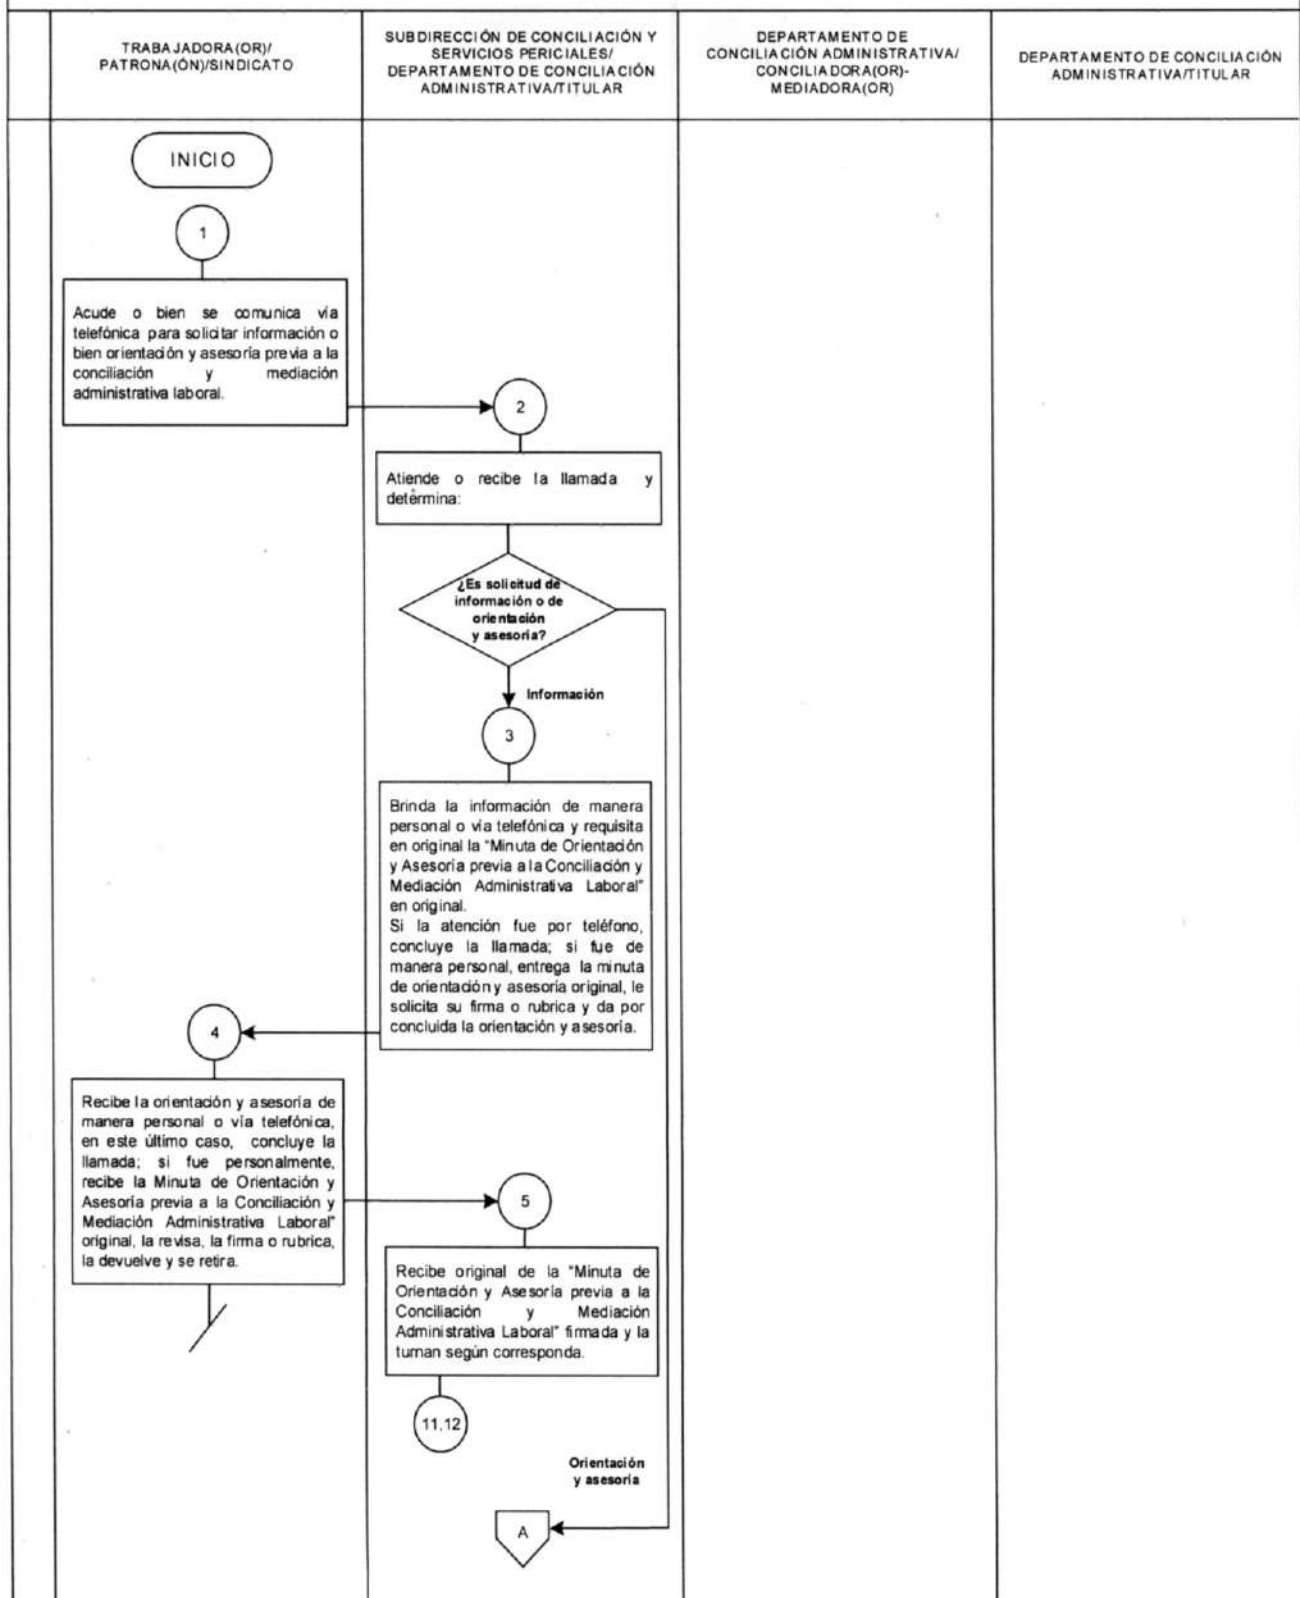 TRABAJADORA(OR)/
PATRONA(ÓN)/SINDICATO
SUBDIRECCIÓN DE CONCILIACIÓN Y
SERVICIOS PERICIALES/
DEPARTAMENTO DE CONCILIACIÓN
ADMINISTRATIVA/TITULAR
DEPARTAMENTO DE
CONCILIACIÓN ADMINISTRATIVA/
CONCILIADORA(OR)-
MEDIADORA(OR)
DEPARTAMENTO DE CONCILIACIÓN
ADMINISTRATIVA/TITULAR
INICIO
1
Acude o bien se comunica vía
telefónica para solicitar información o
bien orientación y asesoría previa a la
conciliación y mediación
administrativa laboral.
2
Atiende o recibe la llamada y
determina:
¿Es solicitud de
información o de
orientación
y asesoría?
Información
3
Brinda la información de manera
personal o vía telefónica y requisita
en original la "Minuta de Orientación
y Asesoría previa a la Conciliación y
Mediación Administrativa Laboral"
en original.
Si la atención fue por teléfono,
concluye la llamada; si fue de
manera personal, entrega la minuta
de orientación y asesoría original, le
solicita su firma o rubrica y da por
concluida la orientación y asesoría.
4
Recibe la orientación y asesoría de
manera personal o vía telefónica,
en este último caso, concluye la
llamada; si fue personalmente,
recibe la Minuta de Orientación y
Asesoría previa a la Conciliación y
Mediación Administrativa Laboral"
original, la revisa, la firma o rubrica,
la devuelve y se retira.
5
Recibe original de la "Minuta de
Orientación y Asesoría previa a la
Conciliación y Mediación
Administrativa Laboral" firmada y la
turnan según corresponda.
11,12
Orientación
y asesoría
A